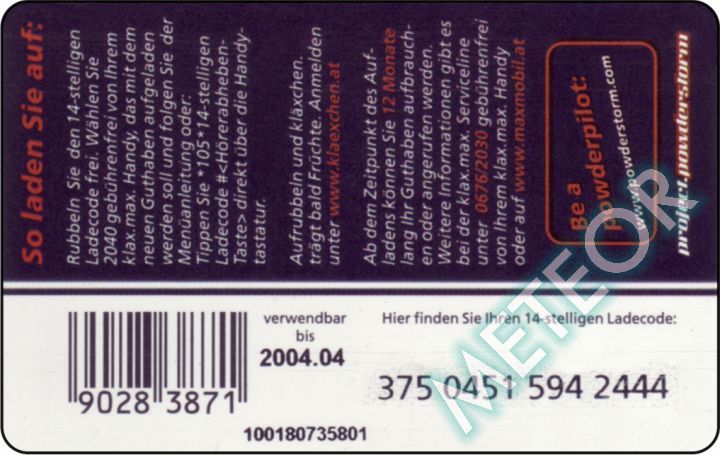 So laden Sie auf:
Rubbeln Sie den 14-stelligen
Ladecode frei. Wählen Sie
2040 gebührenfrei von Ihrem
klax.max. Handy, das mit dem
neuen Guthaben aufgeladen
werden soll und folgen Sie der
Menüanleitung oder:
Tippen Sie *105*14-stelligen
Ladecode #<Hörerabheben-
Taste> direkt über die Handy-
tastatur.
Aufrubbeln und kläxchen.
trägt bald Früchte. Anmelden
unter www.klaexchen.at
Ab dem Zeitpunkt des Auf-
ladens können Sie 12 Monate
lang Ihr Guthaben aufbrauch-
en oder angerufen werden.
Weitere Informationen gibt es
bei der klax.max. Serviceline
unter 0676/2030 gebührenfrei
von Ihrem klax.max. Handy
oder auf www.maxmobil.at
Be a
powderpilot:
www.powderstorm.com
project:powderstorm
verwendbar
bis
2004.04
Hier finden Sie Ihren 14-stelligen Ladecode:
375 0451 594 2444
9028 3871
100180735801
METEOR